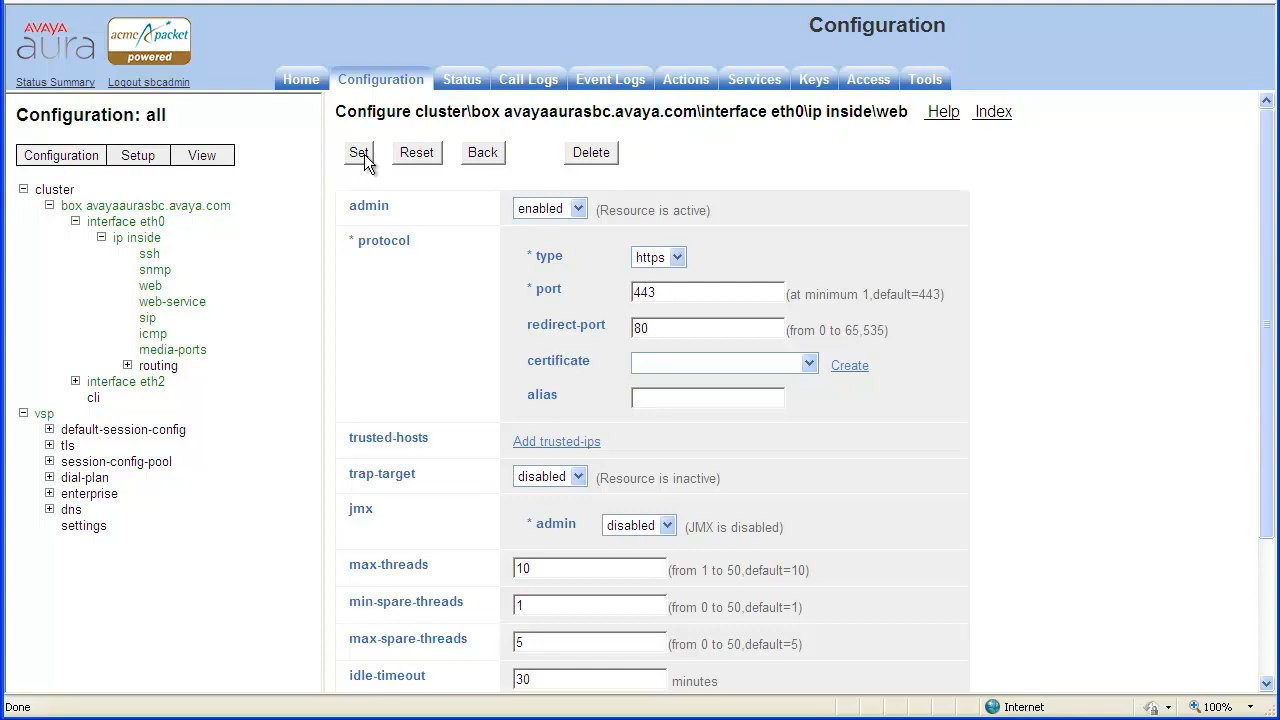 Configuration
AVAYA
aura
acme packet
powered
Status Summary Logout sbcadmin
Home Configuration Status Call Logs Event Logs Actions Services Keys Access Tools
Configuration: all
Configuration Setup View
cluster
box avayaaurasbc.avaya.com
interface eth0
ip inside
ssh
snmp
web
web-service
sip
icmp
media-ports
routing
interface eth2
cli
vsp
default-session-config
tls
session-config-pool
dial-plan
enterprise
dns
settings
Configure cluster\box avayaaurasbc.avaya.com\interface eth0\ip inside\web Help Index
Set Reset Back Delete
admin enabled (Resource is active)
* protocol
* type https
* port 443 (at minimum 1,default=443)
redirect-port 80 (from 0 to 65,535)
certificate Create
alias
trusted-hosts Add trusted-ips
trap-target disabled (Resource is inactive)
jmx
* admin disabled (JMX is disabled)
max-threads 10 (from 1 to 50,default=10)
min-spare-threads 1 (from 0 to 50,default=1)
max-spare-threads 5 (from 0 to 50,default=5)
idle-timeout 30 minutes
Done Internet 100%